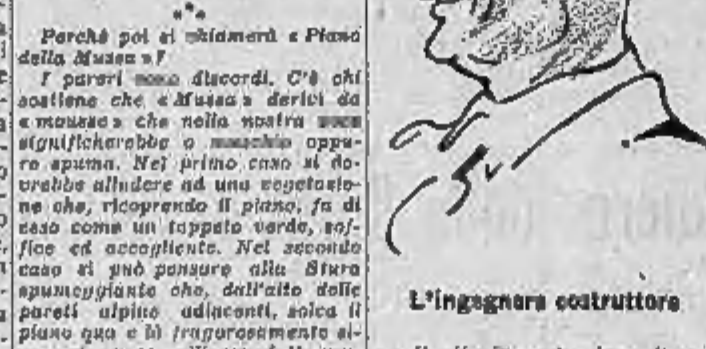 ***
Perchè poi si chiamerà « Piano
della Mussa »?
I pareri sono discordi. C'è chi
sostiene che « Mussa » derivi da
« mousse » che nella nostra
significherebbe o muschio oppu-
re spuma. Nel primo caso si do-
vrebbe alludere ad una vegetazio-
ne che, ricoprendo il piano, fa di
esso come un tappeto verde, sof-
fice ed accogliente. Nel secondo
caso si può pensare alla Stura
spumeggiante che, dall'alto delle
pareti alpine adiacenti, solca il
piano qua e là fragorosamente
L'ingegnere costruttore